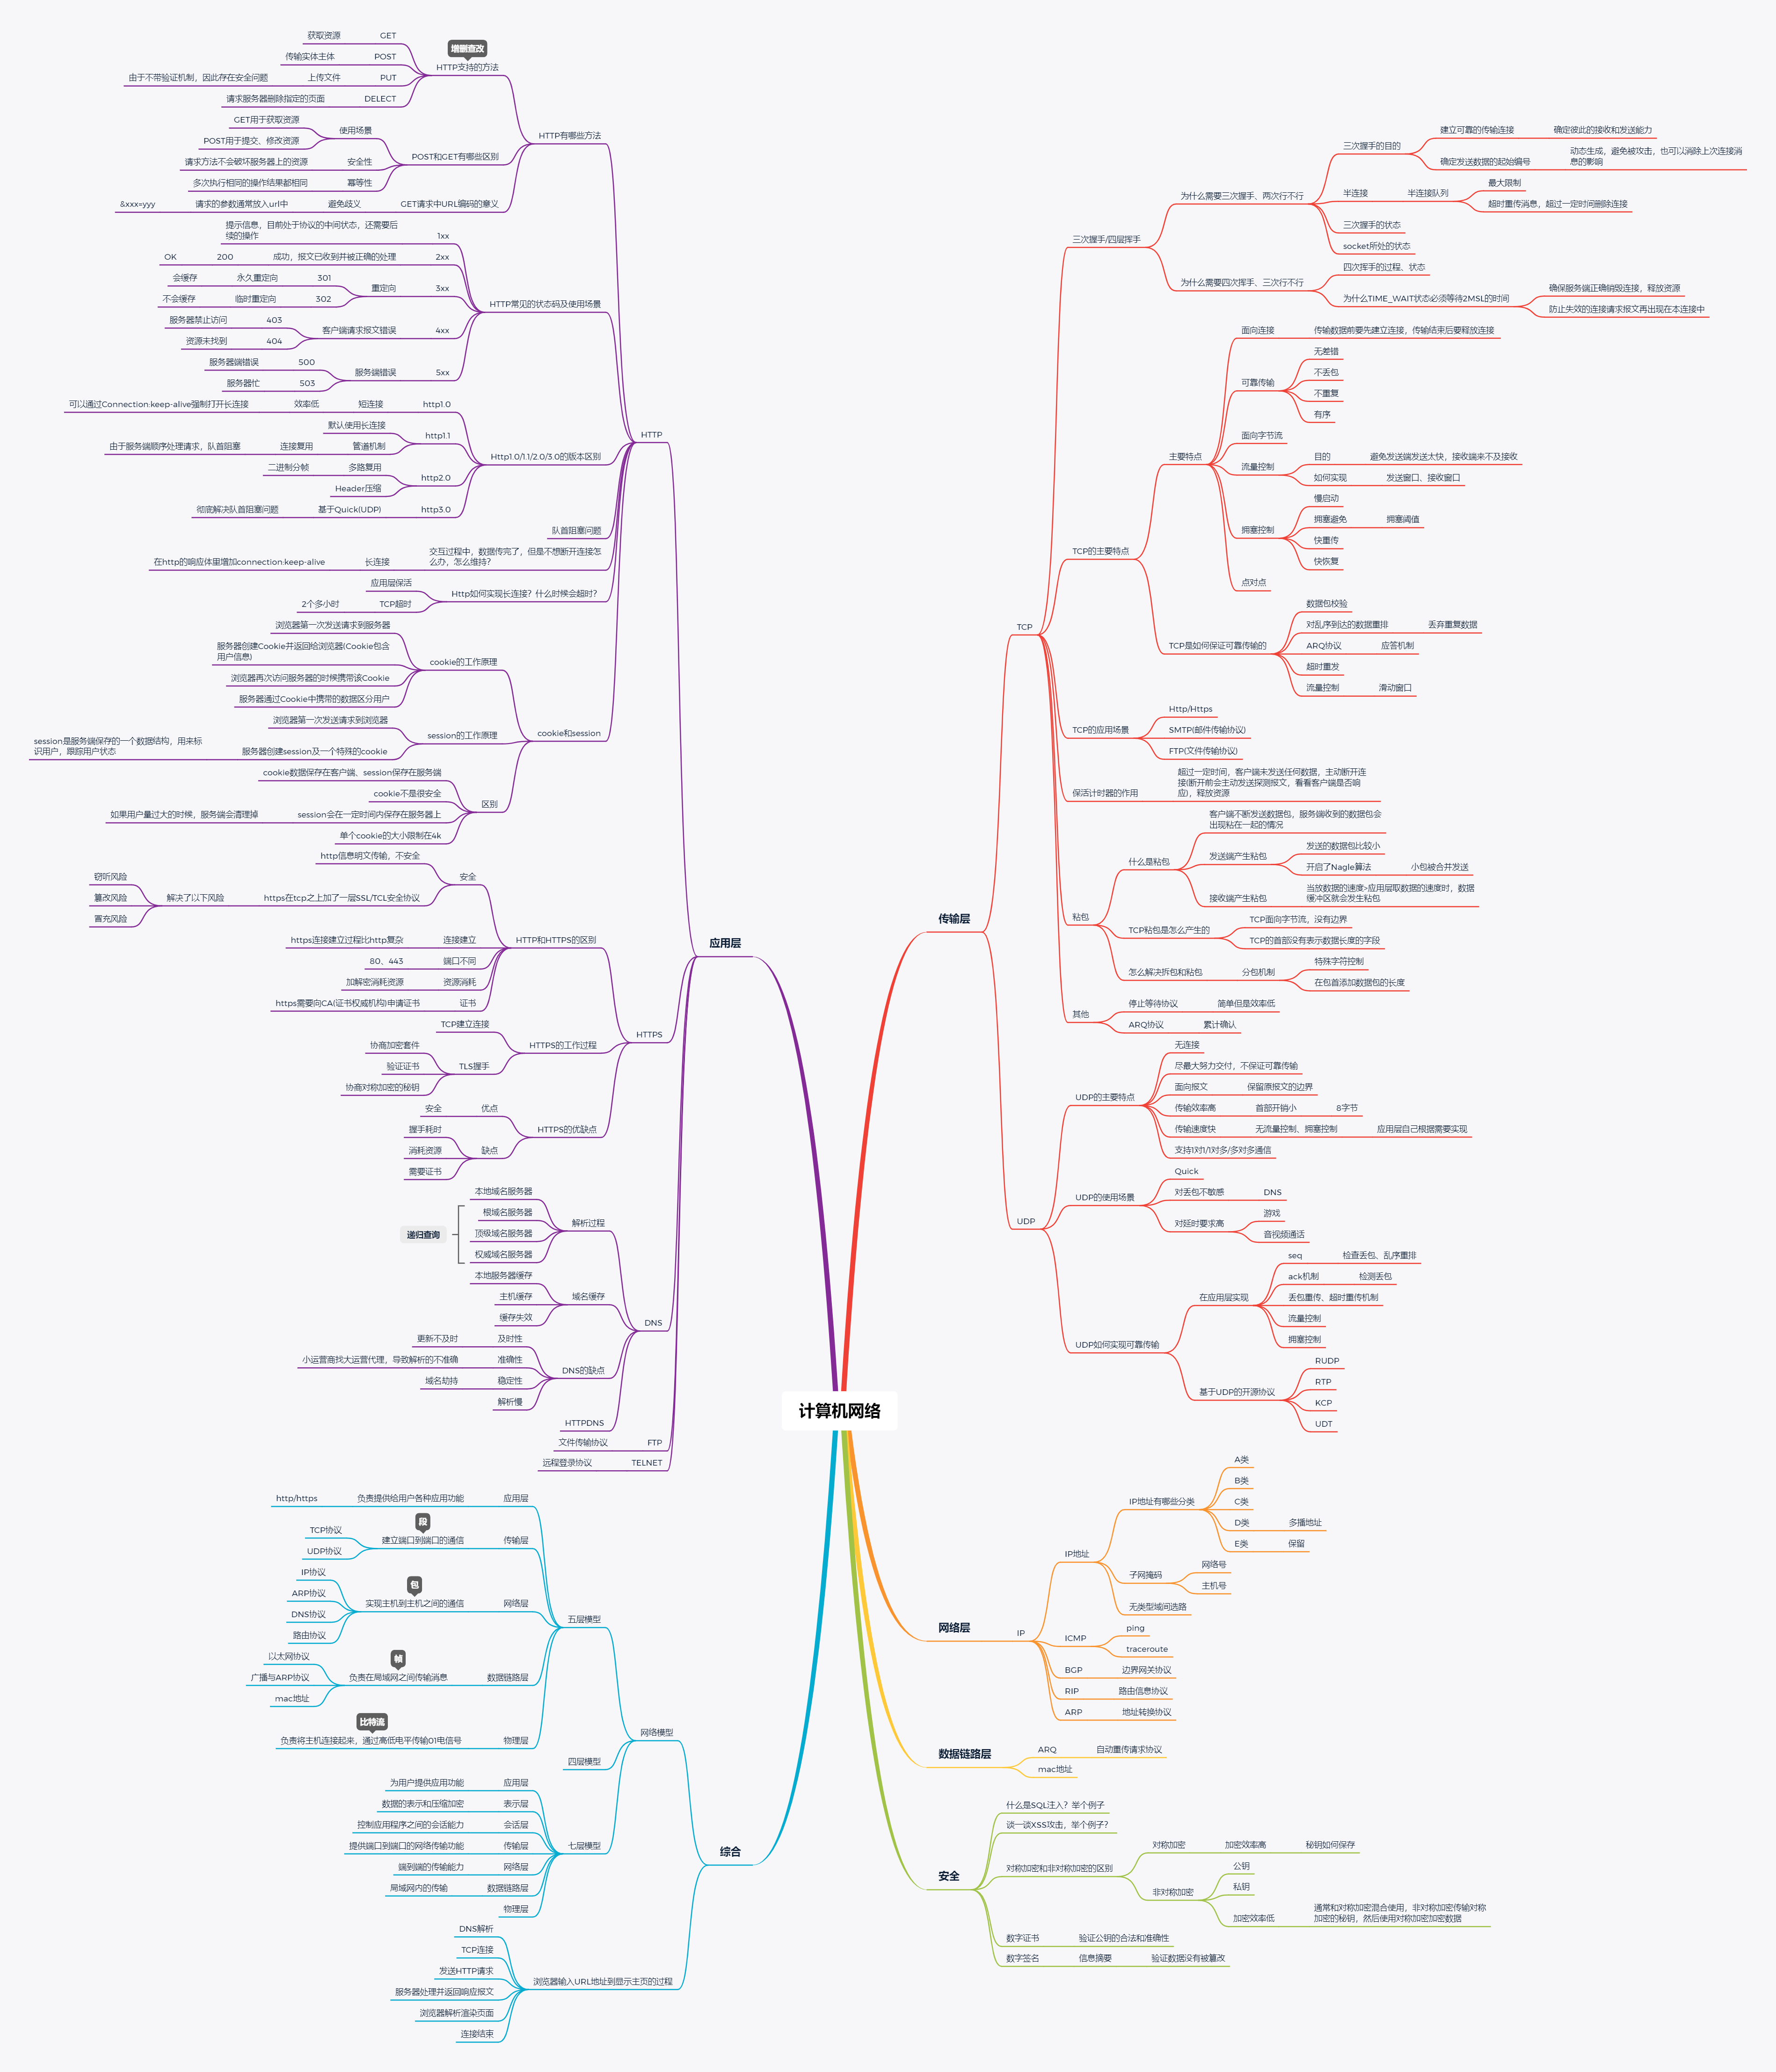 计算机网络
应用层
HTTP
HTTP有哪些方法
增删查改
HTTP支持的方法
获取资源
GET
传输实体主体
POST
由于不带验证机制，因此存在安全问题
上传文件
PUT
请求服务器删除指定的页面
DELECT
POST和GET有哪些区别
GET用于获取资源
使用场景
POST用于提交、修改资源
请求方法不会破坏服务器上的资源
安全性
多次执行相同的操作结果都相同
幂等性
&xxx=yyy
请求的参数通常放入url中
避免歧义
GET请求中URL编码的意义
HTTP常见的状态码及使用场景
提示信息，目前处于协议的中间状态，还需要后
续的操作
1xx
OK
200
成功，报文已收到并被正确的处理
2xx
会缓存
永久重定向
301
重定向
3xx
不会缓存
临时重定向
302
服务器禁止访问
403
客户端请求报文错误
4xx
资源未找到
404
服务器端错误
500
服务端错误
5xx
服务器忙
503
Http1.0/1.1/2.0/3.0的版本区别
可以通过Connection:keep-alive强制打开长连接
效率低
短连接
http1.0
默认使用长连接
http1.1
由于服务端顺序处理请求，队首阻塞
连接复用
管道机制
二进制分帧
多路复用
http2.0
Header压缩
彻底解决队首阻塞问题
基于Quick(UDP)
http3.0
队首阻塞问题
在http的响应体里增加connection:keep-alive
长连接
交互过程中，数据传完了，但是不想断开连接怎
么办，怎么维持？
应用层保活
Http如何实现长连接？什么时候会超时？
2个多小时
TCP超时
cookie和session
浏览器第一次发送请求到服务器
服务器创建Cookie并返回给浏览器(Cookie包含
用户信息)
cookie的工作原理
浏览器再次访问服务器的时候携带该Cookie
服务器通过Cookie中携带的数据区分用户
浏览器第一次发送请求到浏览器
session的工作原理
session是服务端保存的一个数据结构，用来标
识用户，跟踪用户状态
服务器创建session及一个特殊的cookie
cookie数据保存在客户端、session保存在服务端
cookie不是很安全
区别
如果用户量过大的时候，服务端会清理掉
session会在一定时间内保存在服务器上
单个cookie的大小限制在4k
HTTPS
HTTP和HTTPS的区别
http信息明文传输，不安全
安全
窃听风险
篡改风险
置充风险
解决了以下风险
https在tcp之上加了一层SSL/TCL安全协议
https连接建立过程比http复杂
连接建立
80、443
端口不同
加解密消耗资源
资源消耗
https需要向CA(证书权威机构)申请证书
证书
TCP建立连接
HTTPS的工作过程
协商加密套件
验证证书
TLS握手
协商对称加密的秘钥
安全
优点
HTTPS的优缺点
握手耗时
消耗资源
缺点
需要证书
DNS
本地域名服务器
解析过程
递归查询
根域名服务器
顶级域名服务器
权威域名服务器
本地服务器缓存
主机缓存
域名缓存
缓存失效
更新不及时
及时性
小运营商找大运营代理，导致解析的不准确
准确性
DNS的缺点
域名劫持
稳定性
解析慢
HTTPDNS
文件传输协议
FTP
远程登录协议
TELNET
综合
网络模型
五层模型
http/https
负责提供给用户各种应用功能
应用层
段
TCP协议
建立端口到端口的通信
传输层
UDP协议
包
IP协议
ARP协议
实现主机到主机之间的通信
网络层
DNS协议
路由协议
帧
以太网协议
广播与ARP协议
负责在局域网之间传输消息
数据链路层
mac地址
比特流
负责将主机连接起来，通过高低电平传输01电信号
物理层
四层模型
七层模型
为用户提供应用功能
应用层
数据的表示和压缩加密
表示层
控制应用程序之间的会话能力
会话层
提供端口到端口的网络传输功能
传输层
端到端的传输能力
网络层
局域网内的传输
数据链路层
物理层
浏览器输入URL地址到显示主页的过程
DNS解析
TCP连接
发送HTTP请求
服务器处理并返回响应报文
浏览器解析渲染页面
连接结束
传输层
TCP
三次握手/四层挥手
为什么需要三次握手、两次行不行
三次握手的目的
建立可靠的传输连接
确定彼此的接收和发送能力
确定发送数据的起始编号
动态生成，避免被攻击，也可以消除上次连接消
息的影响
半连接
半连接队列
最大限制
超时重传消息，超过一定时间删除连接
三次握手的状态
socket所处的状态
为什么需要四次挥手、三次行不行
四次挥手的过程、状态
为什么TIME_WAIT状态必须等待2MSL的时间
确保服务端正确销毁连接，释放资源
防止失效的连接请求报文再出现在本连接中
TCP的主要特点
主要特点
面向连接
传输数据前要先建立连接，传输结束后要释放连接
可靠传输
无差错
不丢包
不重复
有序
面向字节流
流量控制
目的
避免发送端发送太快，接收端来不及接收
如何实现
发送窗口、接收窗口
拥塞控制
慢启动
拥塞避免
拥塞阈值
快重传
快恢复
点对点
TCP是如何保证可靠传输的
数据包校验
对乱序到达的数据重排
丢弃重复数据
ARQ协议
应答机制
超时重发
流量控制
滑动窗口
TCP的应用场景
Http/Https
SMTP(邮件传输协议)
FTP(文件传输协议)
保活计时器的作用
超过一定时间，客户端未发送任何数据，主动断开连
接(断开前会主动发送探测报文，看看客户端是否响
应)，释放资源
粘包
什么是粘包
客户端不断发送数据包，服务端收到的数据包会
出现粘在一起的情况
发送端产生粘包
发送的数据包比较小
开启了Nagle算法
小包被合并发送
接收端产生粘包
当放数据的速度>应用层取数据的速度时，数据
缓冲区就会发生粘包
TCP粘包是怎么产生的
TCP面向字节流，没有边界
TCP的首部没有表示数据长度的字段
怎么解决拆包和粘包
分包机制
特殊字符控制
在包首添加数据包的长度
其他
停止等待协议
简单但是效率低
ARQ协议
累计确认
UDP
UDP的主要特点
无连接
尽最大努力交付，不保证可靠传输
面向报文
保留原报文的边界
传输效率高
首部开销小
8字节
传输速度快
无流量控制、拥塞控制
应用层自己根据需要实现
支持1对1/1对多/多对多通信
UDP的使用场景
Quick
对丢包不敏感
DNS
对延时要求高
游戏
音视频通话
UDP如何实现可靠传输
在应用层实现
seq
检查丢包、乱序重排
ack机制
检测丢包
丢包重传、超时重传机制
流量控制
拥塞控制
基于UDP的开源协议
RUDP
RTP
KCP
UDT
网络层
IP
IP地址
IP地址有哪些分类
A类
B类
C类
D类
多播地址
E类
保留
子网掩码
网络号
主机号
无类型域间选路
ICMP
ping
traceroute
BGP
边界网关协议
RIP
路由信息协议
ARP
地址转换协议
数据链路层
ARQ
自动重传请求协议
mac地址
安全
什么是SQL注入？举个例子
谈一谈XSS攻击，举个例子？
对称加密和非对称加密的区别
对称加密
加密效率高
秘钥如何保存
非对称加密
公钥
私钥
加密效率低
通常和对称加密混合使用，非对称加密传输对称
加密的秘钥，然后使用对称加密加密数据
数字证书
验证公钥的合法和准确性
数字签名
信息摘要
验证数据没有被篡改